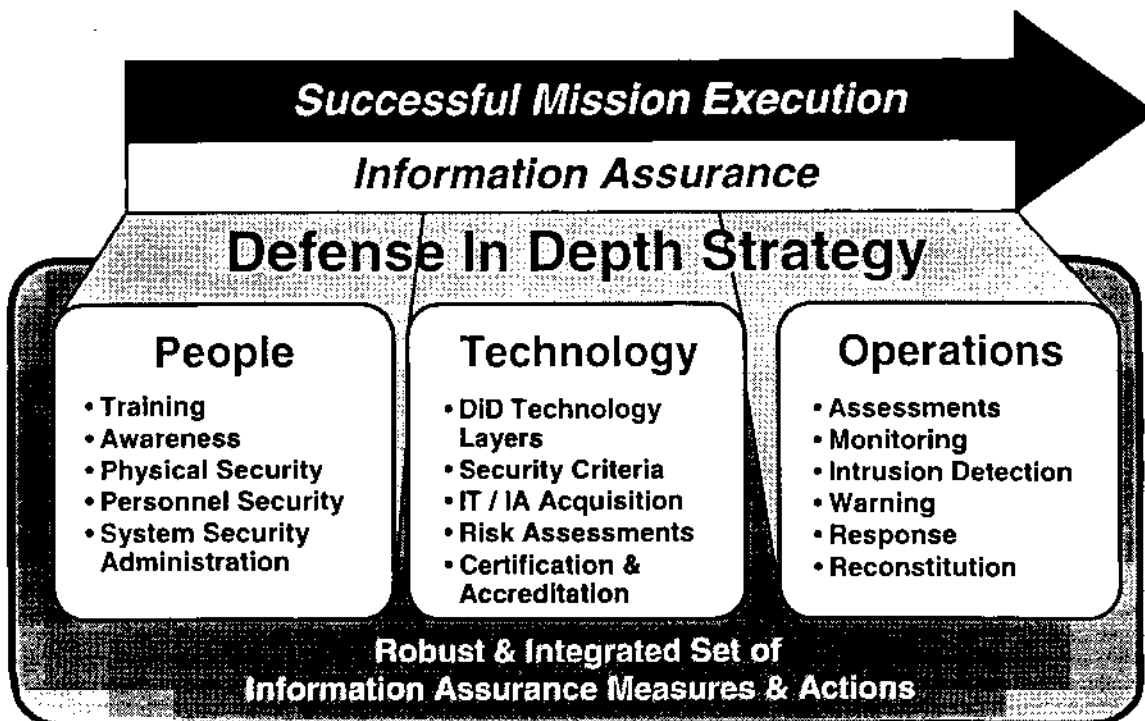 Successful Mission Execution
Information Assurance
Defense In Depth Strategy
People
• Training
• Awareness
• Physical Security
• Personnel Security
• System Security
Administration
Technology
• DiD Technology
Layers
• Security Criteria
• IT / IA Acquisition
• Risk Assessments
• Certification &
Accreditation
Operations
• Assessments
• Monitoring
• Intrusion Detection
• Warning
• Response
• Reconstitution
Robust & Integrated Set of
Information Assurance Measures & Actions